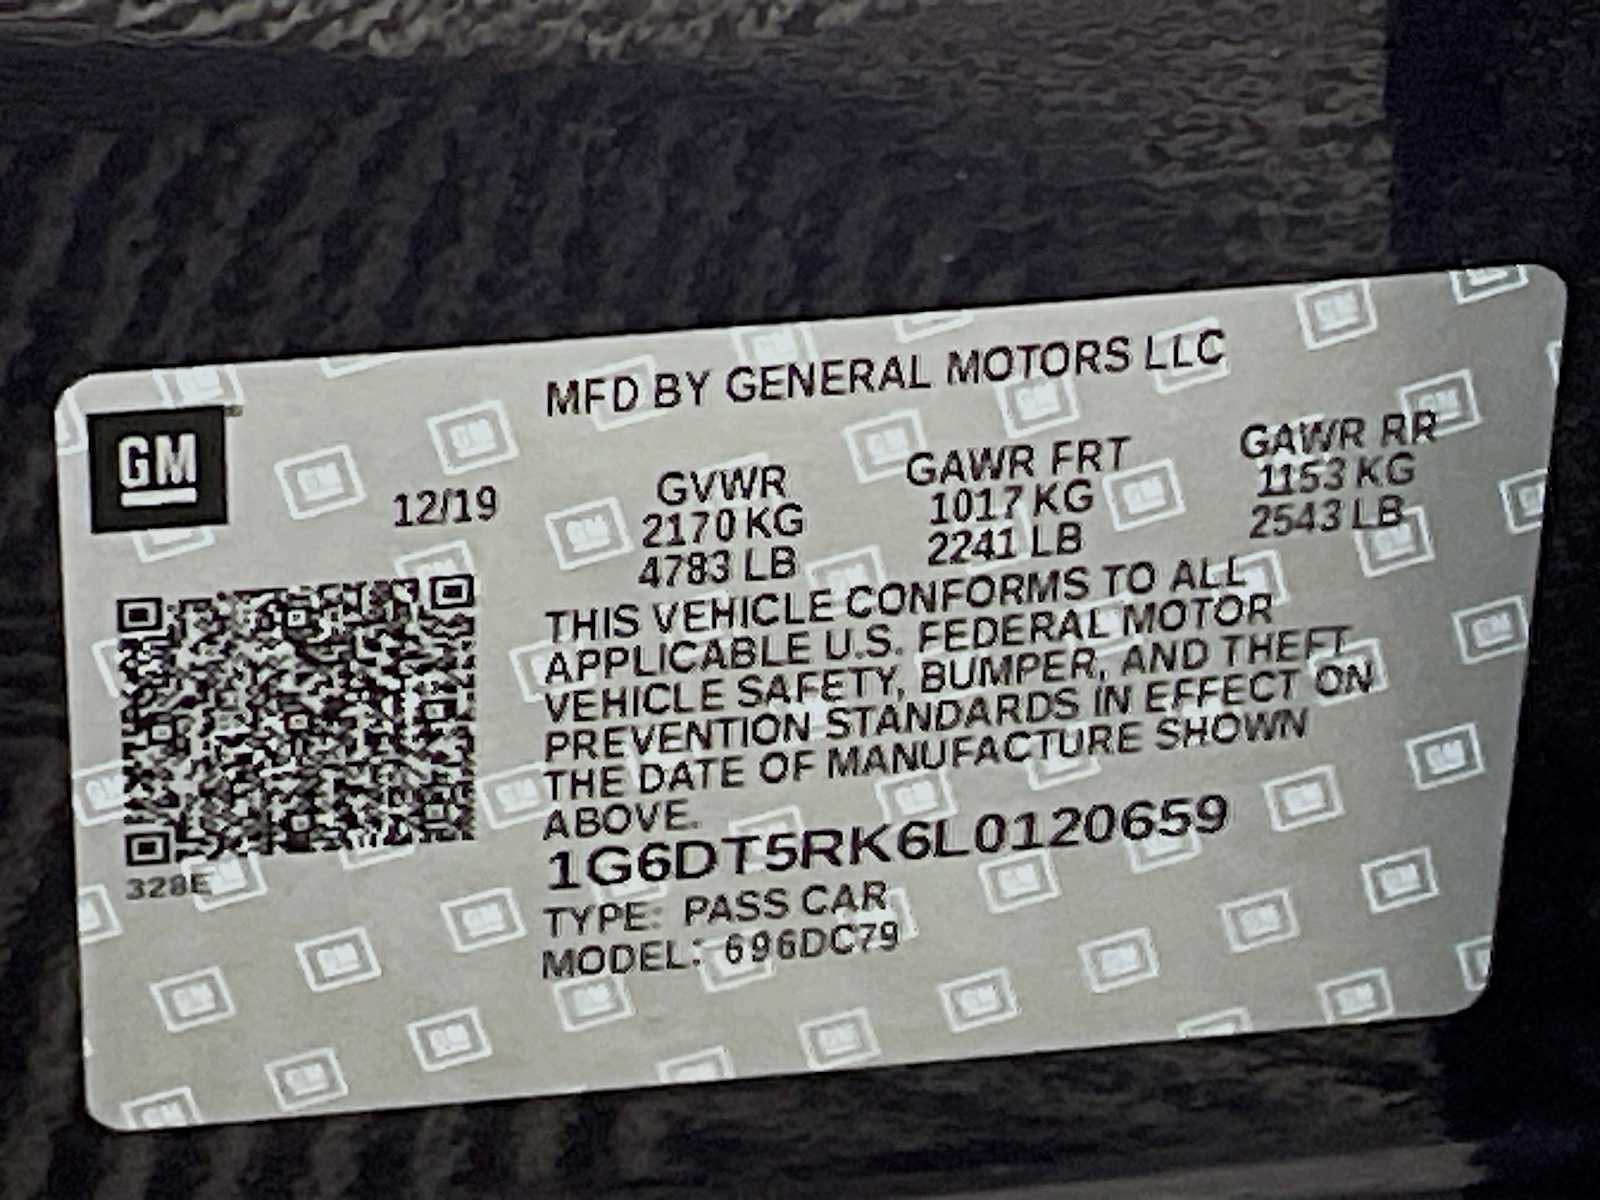 MFD BY GENERAL MOTORS LLC
GM
12/19
GVWR GAWR FRT GAWR RR
2170 KG 1017 KG 1153 KG
4783 LB 2241 LB 2543 LB
THIS VEHICLE CONFORMS TO ALL
APPLICABLE U.S. FEDERAL MOTOR
VEHICLE SAFETY, BUMPER, AND THEFT
PREVENTION STANDARDS IN EFFECT ON
THE DATE OF MANUFACTURE SHOWN
ABOVE.
1G6DT5RK6L0120659
328E
TYPE: PASS CAR
MODEL: 696DC79